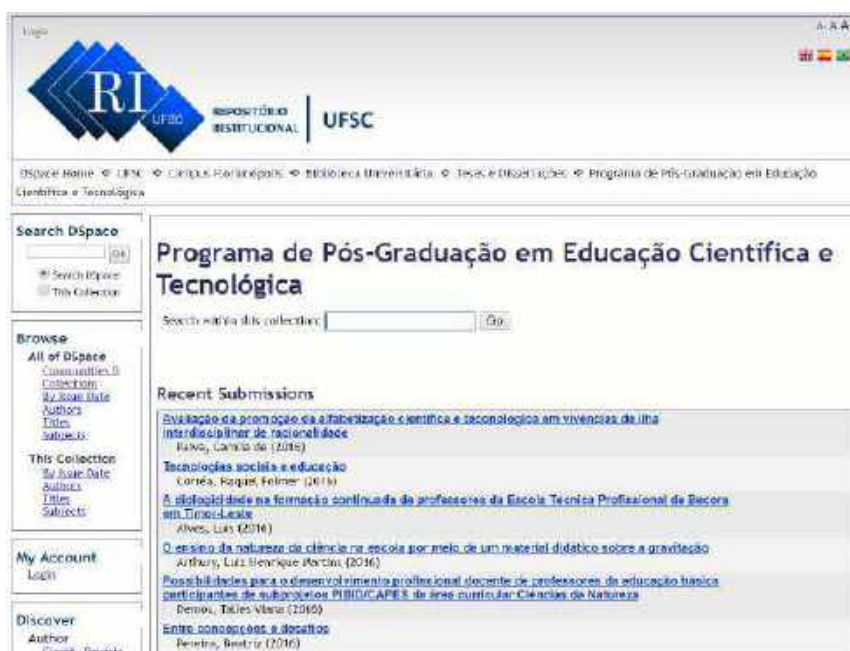 Login
A A A
RI
UFSC
REPOSITÓRIO
INSTITUCIONAL
UFSC
DSpace Home UFSC Campus Florianópolis Biblioteca Universitária Teses e Dissertações Programa de Pós-Graduação em Educação
Científica e Tecnológica
Search DSpace
Go
Search DSpace
This Collection
Programa de Pós-Graduação em Educação Científica e
Tecnológica
Search within this collection:
Go
Browse
All of DSpace
Communities &
Collections
By Issue Date
Authors
Titles
Subjects
This Collection
By Issue Date
Authors
Titles
Subjects
My Account
Login
Discover
Author
Recent Submissions
Avaliação da promoção da alfabetização científica e tecnológica em vivências de ilha
interdisciplinar de racionalidade
Camila de (2016)
Tecnologias sociais e educação
Corrêa, Raquel Folmer (2016)
A dialogicidade na formação continuada de professores da Escola Tecnica Profissional de Becora
em Timor-Leste
Alves, Luis (2016)
O ensino da natureza da ciência na escola por meio de um material didático sobre a gravitação
Arthury, Luiz Henrique Martins (2016)
Possibilidades para o desenvolvimento profissional docente de professores da educação básica
participantes de subprojetos PIBID/CAPES da área curricular Ciências da Natureza
Demos, Talles Viana (2016)
Entre concepções e desafios
Pereira, Beatriz (2016)